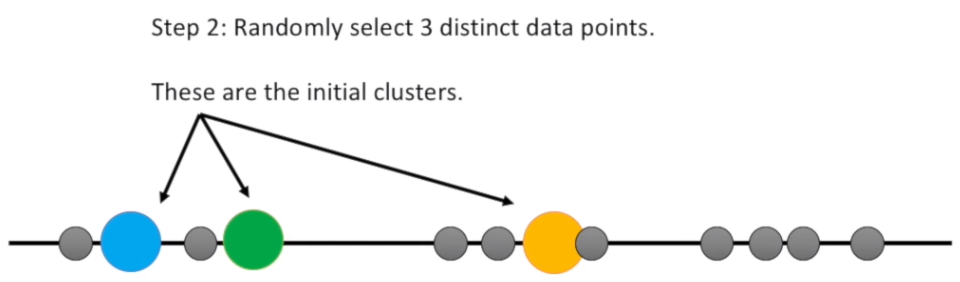 Step 2: Randomly select 3 distinct data points.
These are the initial clusters.